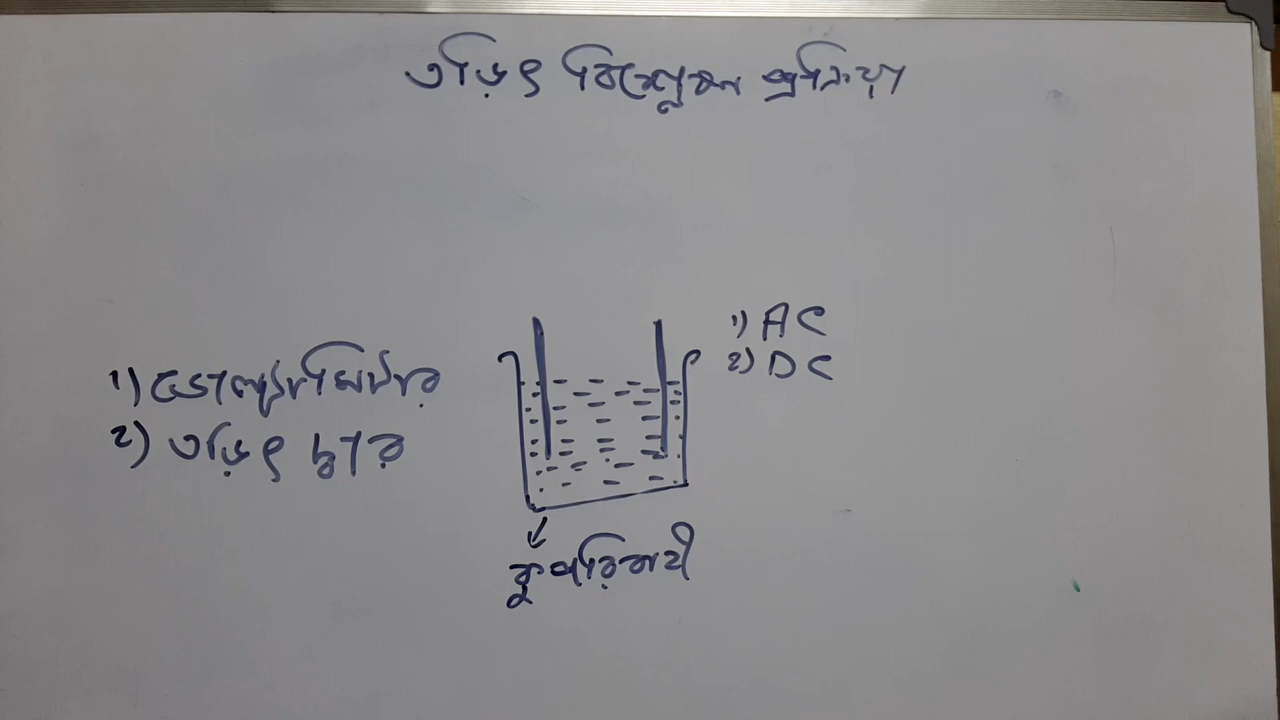 তড়িৎ বিশ্লেষণ প্রক্রিয়া
১) ভোল্টামিটার
২) তড়িৎ দ্বার
১) AC
২) DC
কুপরিবাহী